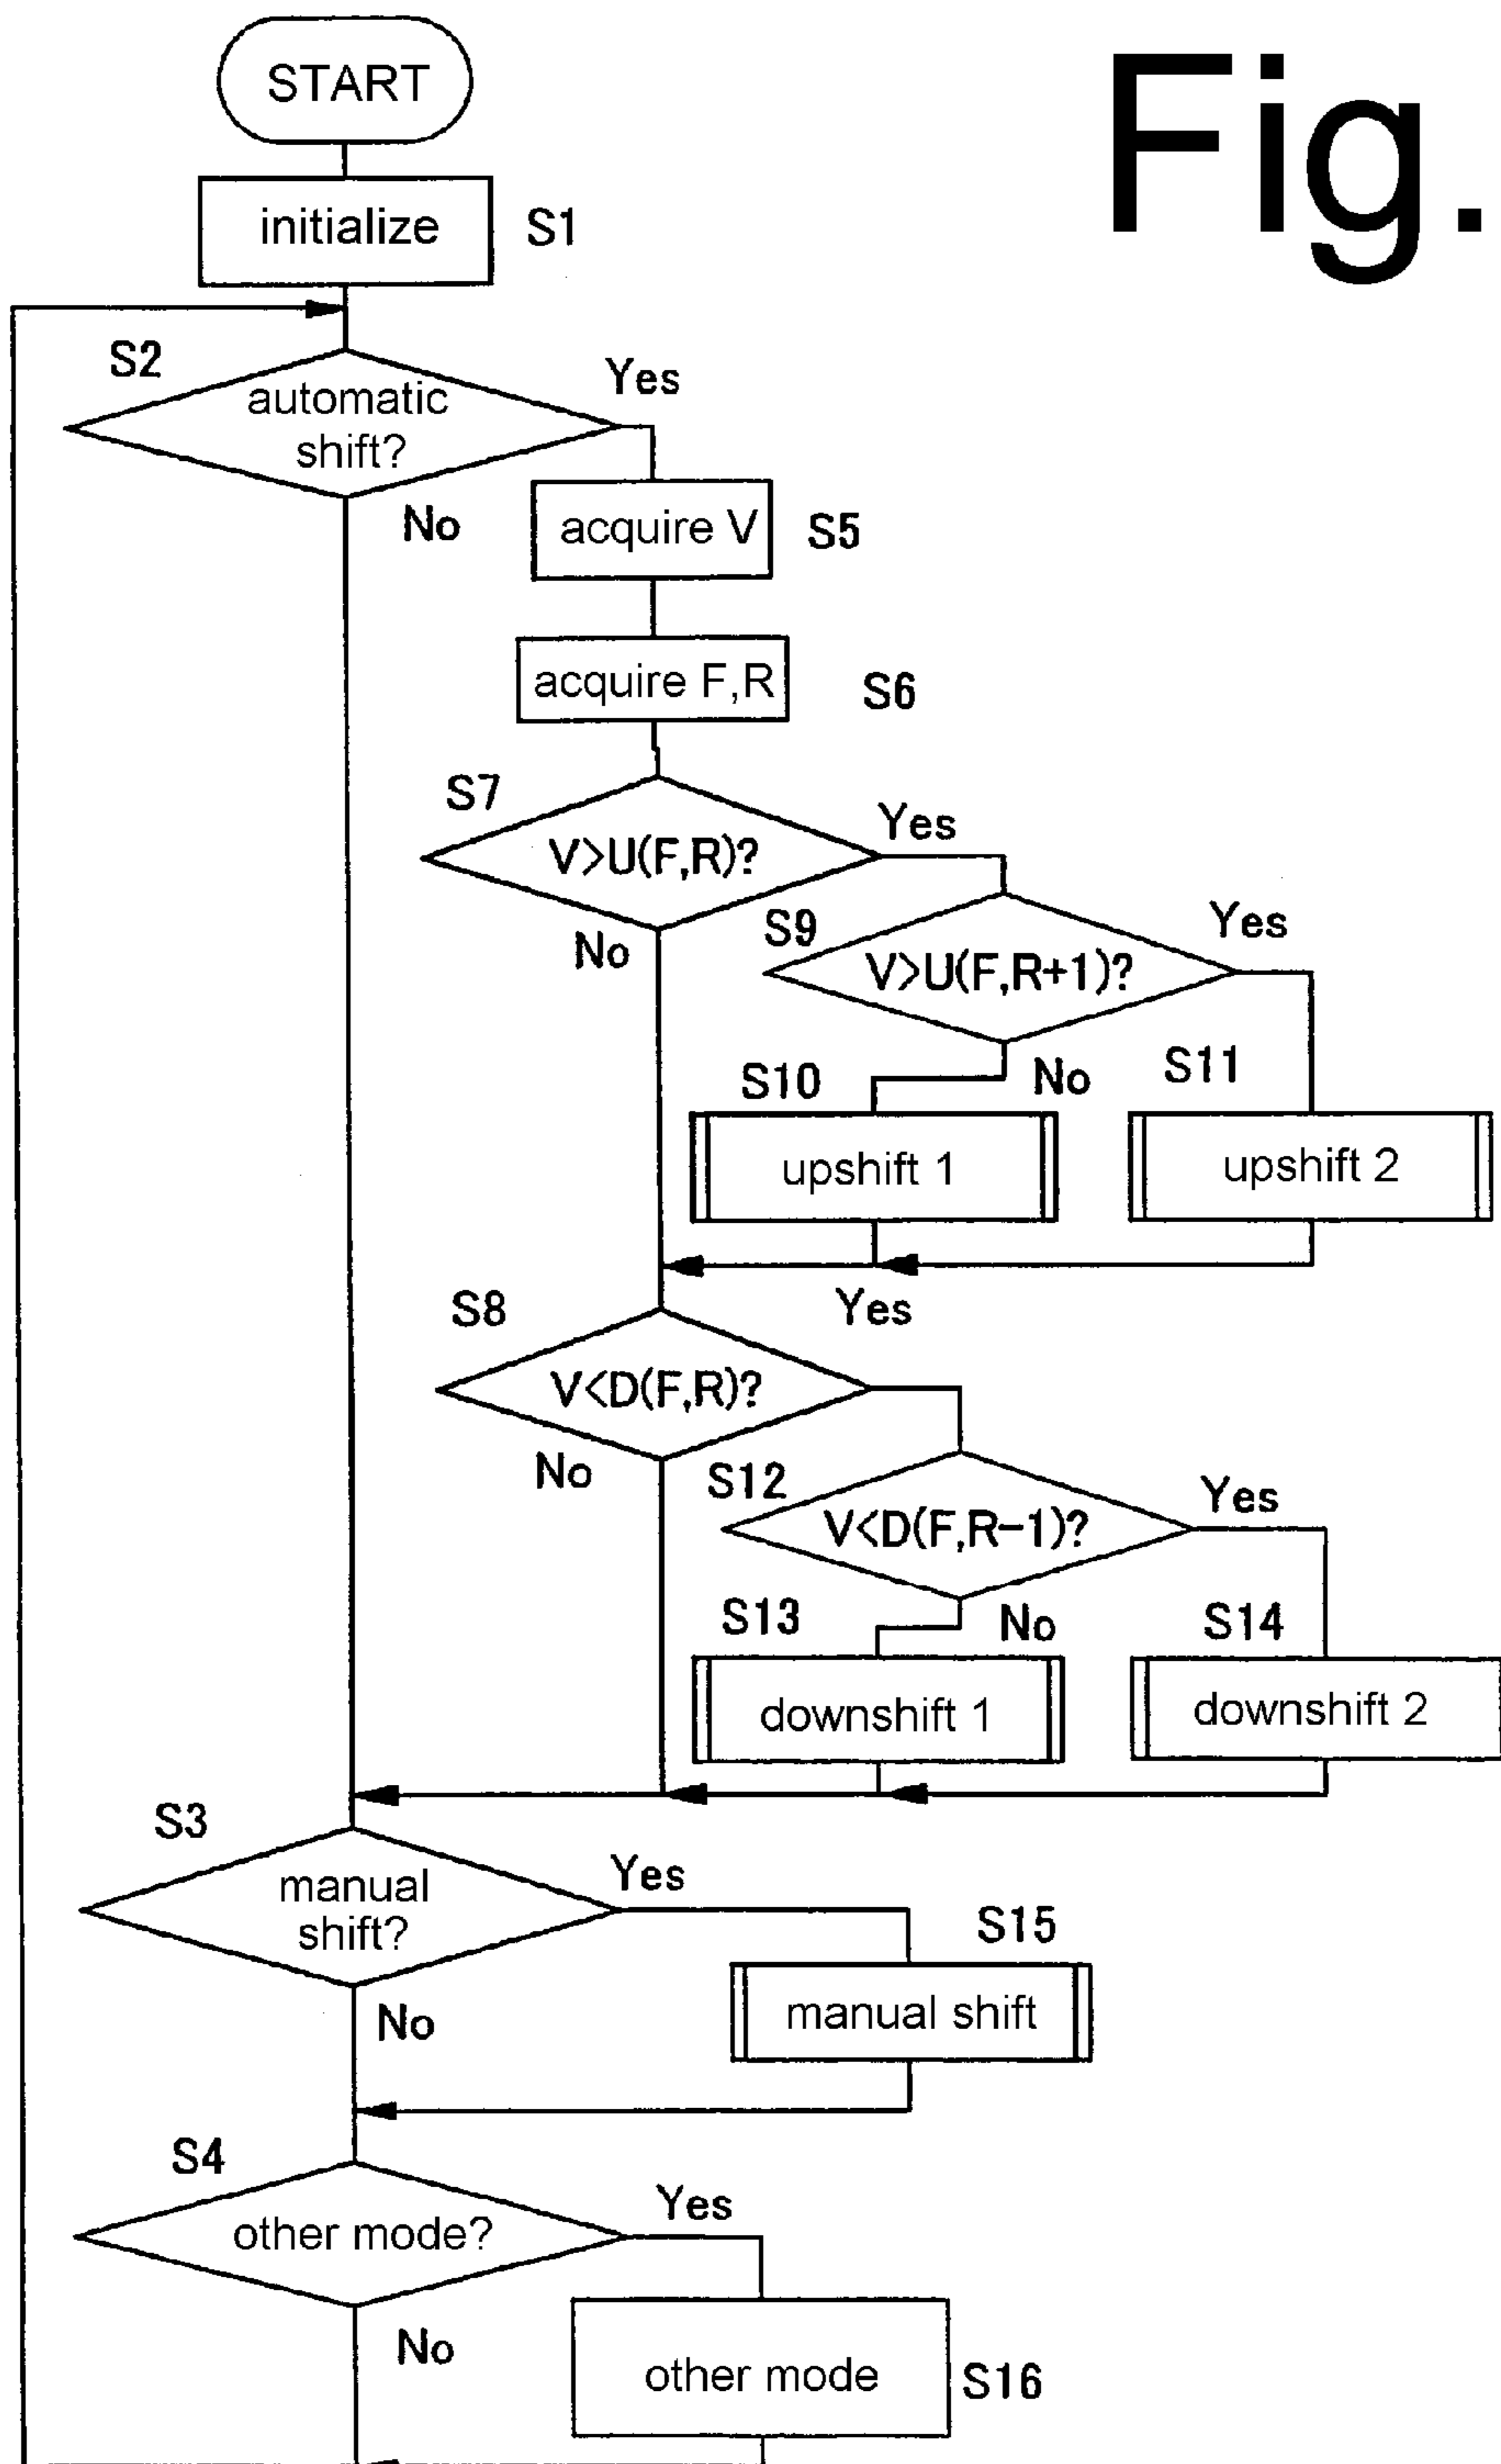 START
Fig.
initialize
S1
S2
automatic
shift?
Yes
No
acquire V
S5
acquire F,R
S6
S7
V>U(F,R)?
Yes
No
S9
V>U(F,R+1)?
Yes
No
S10
upshift 1
S11
upshift 2
S8
V<D(F,R)?
Yes
No
S12
V<D(F,R−1)?
Yes
No
S13
downshift 1
S14
downshift 2
S3
manual
shift?
Yes
No
S15
manual shift
S4
other mode?
Yes
No
other mode
S16